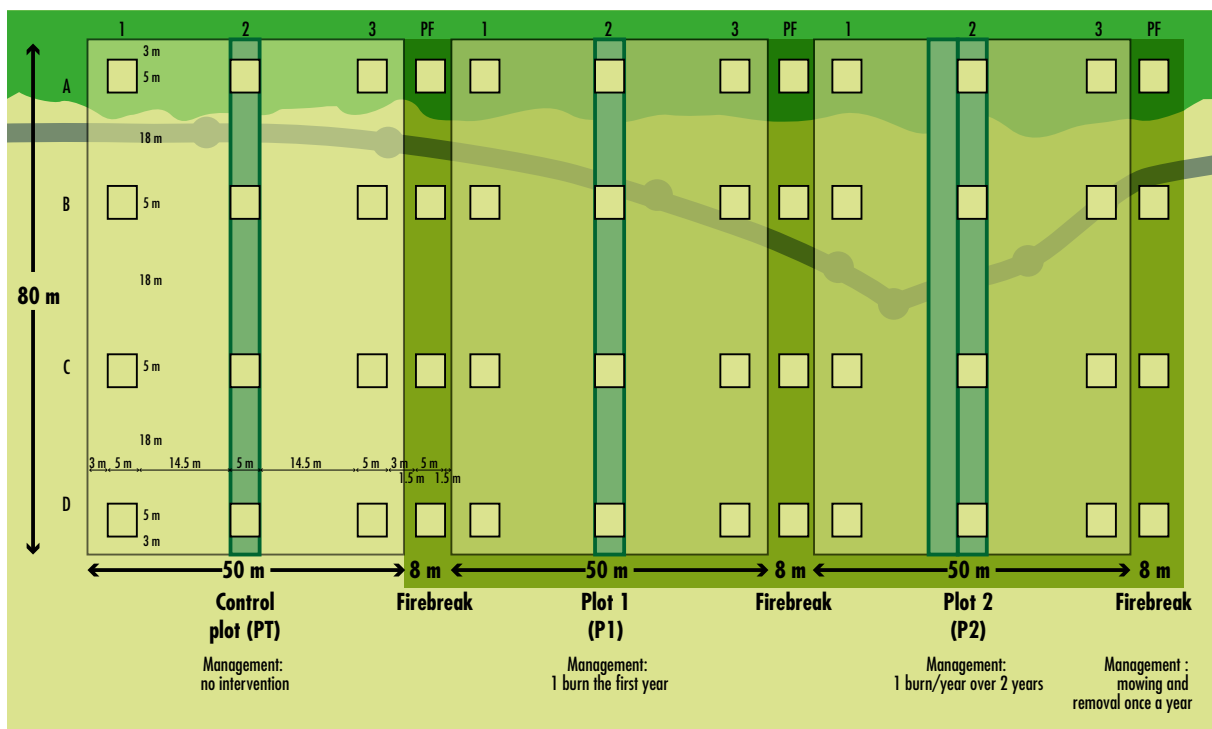 1 2 3 PF 1 2 3 PF 1 2 3 PF
3 m
A 5 m
18 m
B 5 m
18 m
80 m
C 5 m
18 m
3 m 5 m 14.5 m 5 m 14.5 m 5 m 3 m 5 m
1.5 m 1.5 m
D 5 m
3 m
50 m 8 m 50 m 8 m 50 m 8 m
Control Firebreak Plot 1 Firebreak Plot 2 Firebreak
plot (PT) (P1) (P2)
Management: Management: Management: Management :
no intervention 1 burn the first year 1 burn/year over 2 years mowing and
removal once a year